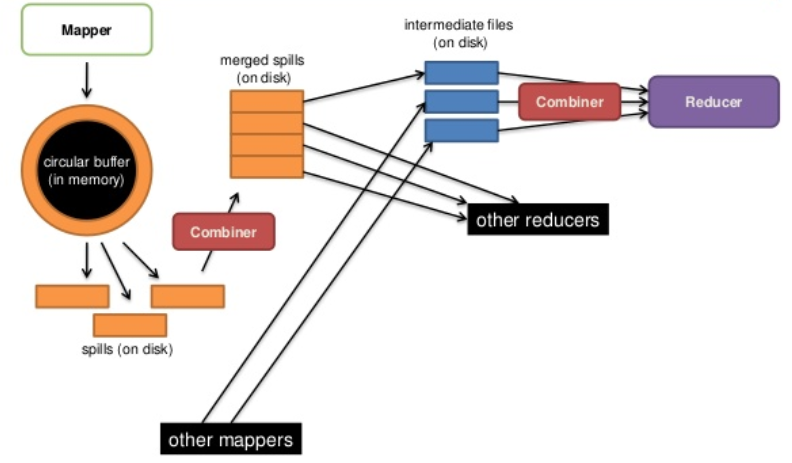 Mapper
circular buffer
(in memory)
Combiner
spills (on disk)
merged spills
(on disk)
intermediate files
(on disk)
Combiner
Reducer
other reducers
other mappers